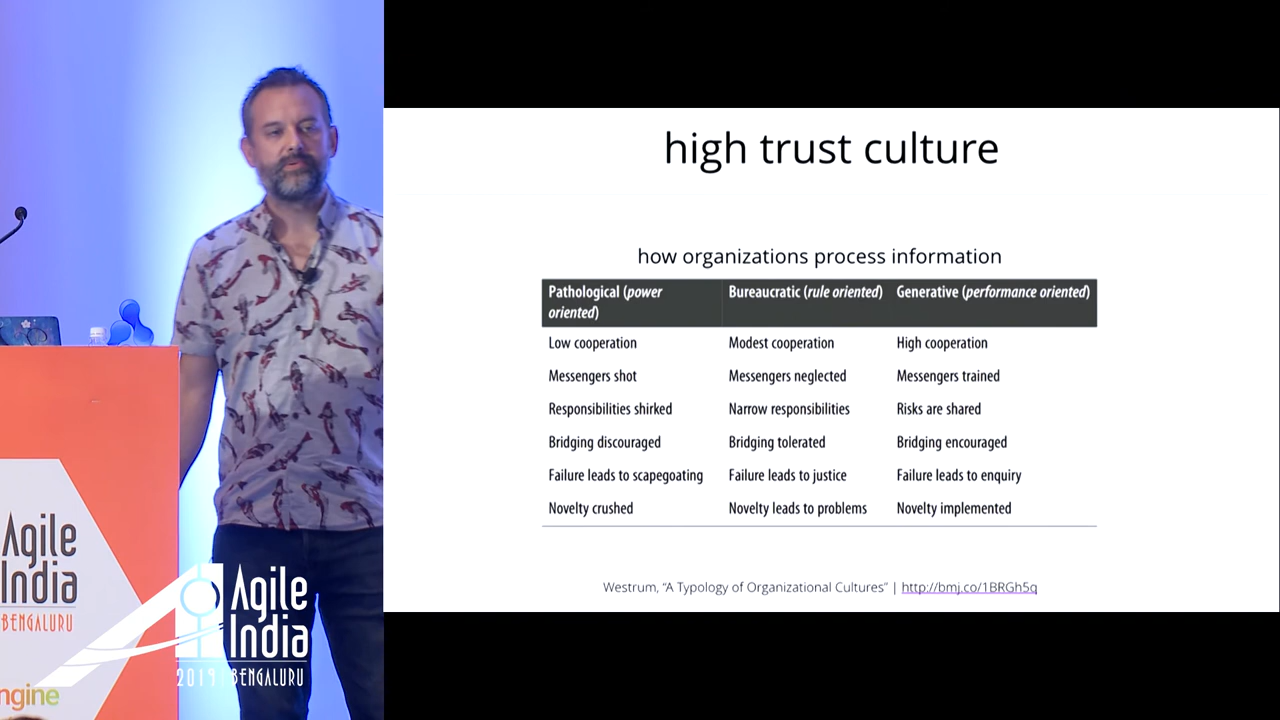 high trust culture
how organizations process information
Pathological (power
oriented)
Bureaucratic (rule oriented)
Generative (performance oriented)
Low cooperation
Modest cooperation
High cooperation
Messengers shot
Messengers neglected
Messengers trained
Responsibilities shirked
Narrow responsibilities
Risks are shared
Bridging discouraged
Bridging tolerated
Bridging encouraged
Failure leads to scapegoating
Failure leads to justice
Failure leads to enquiry
Novelty crushed
Novelty leads to problems
Novelty implemented
Westrum, “A Typology of Organizational Cultures” | http://bmj.co/1BRGh5q
Agile
India
BENGALURU
ngine
Agile
India
2019 BENGALURU